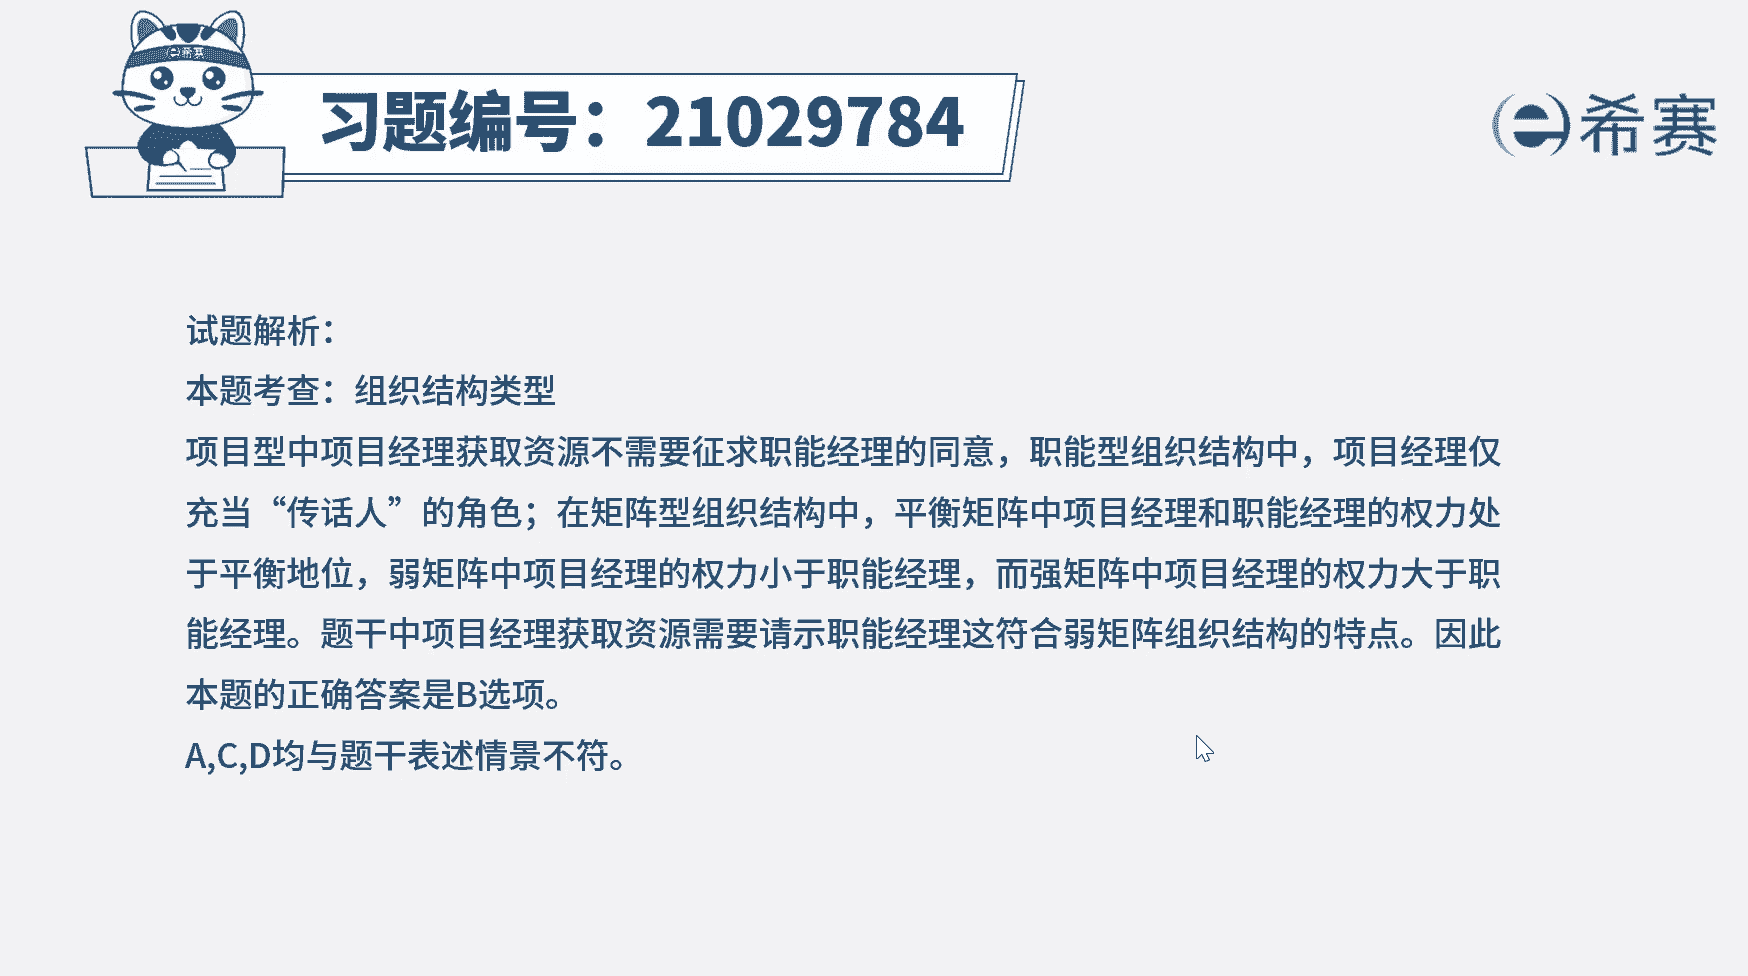 e希赛
习题编号：21029784
e希赛
试题解析：
本题考查：组织结构类型
项目型中项目经理获取资源不需要征求职能经理的同意，职能型组织结构中，项目经理仅
充当“传话人”的角色；在矩阵型组织结构中，平衡矩阵中项目经理和职能经理的权力处
于平衡地位，弱矩阵中项目经理的权力小于职能经理，而强矩阵中项目经理的权力大于职
能经理。题干中项目经理获取资源需要请示职能经理这符合弱矩阵组织结构的特点。因此
本题的正确答案是B选项。
A,C,D均与题干表述情景不符。